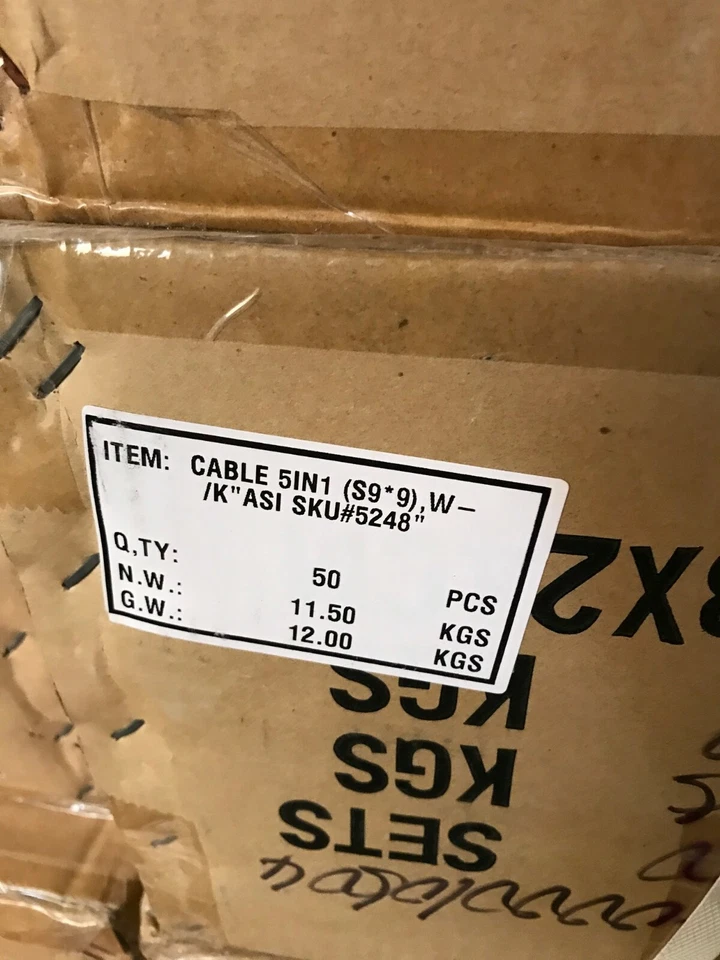 ITEM: CABLE 5IN1 (S9*9),W-
/K"ASI SKU#5248"
Q,TY: 50 PCS
N.W.: 11.50 KGS
G.W.: 12.00 KGS
X2
KGS
KGS
SETS